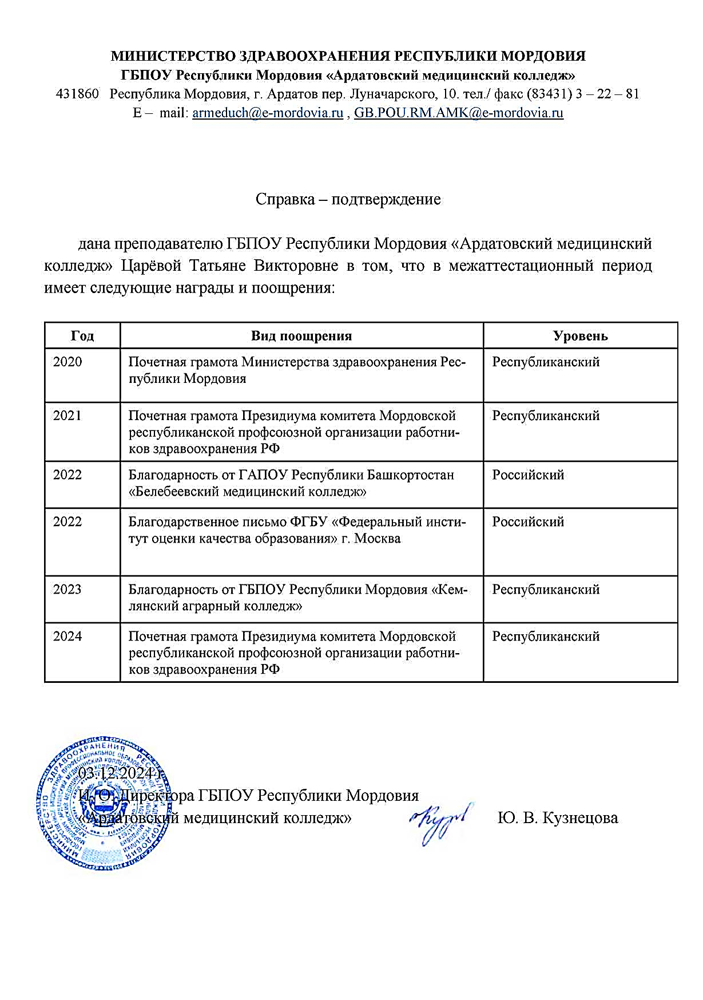 МИНИСТЕРСТВО ЗДРАВООХРАНЕНИЯ РЕСПУБЛИКИ МОРДОВИЯ
ГБПОУ Республики Мордовия «Ардатовский медицинский колледж»
431860 Республика Мордовия, г. Ардатов пер. Луначарского, 10. тел./ факс (83431) 3 – 22 – 81
E – mail: armeduch@e-mordovia.ru , GB.POU.RM.AMK@e-mordovia.ru
Справка – подтверждение
дана преподавателю ГБПОУ Республики Мордовия «Ардатовский медицинский
колледж» Царёвой Татьяне Викторовне в том, что в межаттестационный период
имеет следующие награды и поощрения:
Год Вид поощрения Уровень
2020 Почетная грамота Министерства здравоохранения Рес- Республиканский
публики Мордовия
2021 Почетная грамота Президиума комитета Мордовской Республиканский
республиканской профсоюзной организации работни-
ков здравоохранения РФ
2022 Благодарность от ГАПОУ Республики Башкортостан Российский
«Белебеевский медицинский колледж»
2022 Благодарственное письмо ФГБУ «Федеральный инсти- Российский
тут оценки качества образования» г. Москва
2023 Благодарность от ГБПОУ Республики Мордовия «Кем- Республиканский
лянский аграрный колледж»
2024 Почетная грамота Президиума комитета Мордовской Республиканский
республиканской профсоюзной организации работни-
ков здравоохранения РФ
МИНИСТЕРСТВО ЗДРАВООХРАНЕНИЯ РЕСПУБЛИКИ МОРДОВИЯ
03.12.2024 г.
И. О. Директора ГБПОУ Республики Мордовия
«Ардатовский медицинский колледж» Ю. В. Кузнецова